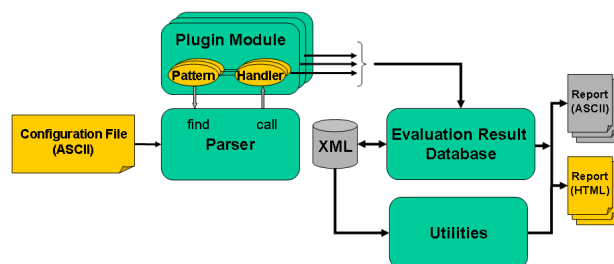 Plugin Module
Pattern
Handler
find
call
Parser
Configuration File
(ASCII)
XML
Evaluation Result
Database
Utilities
Report
(ASCII)
Report
(HTML)